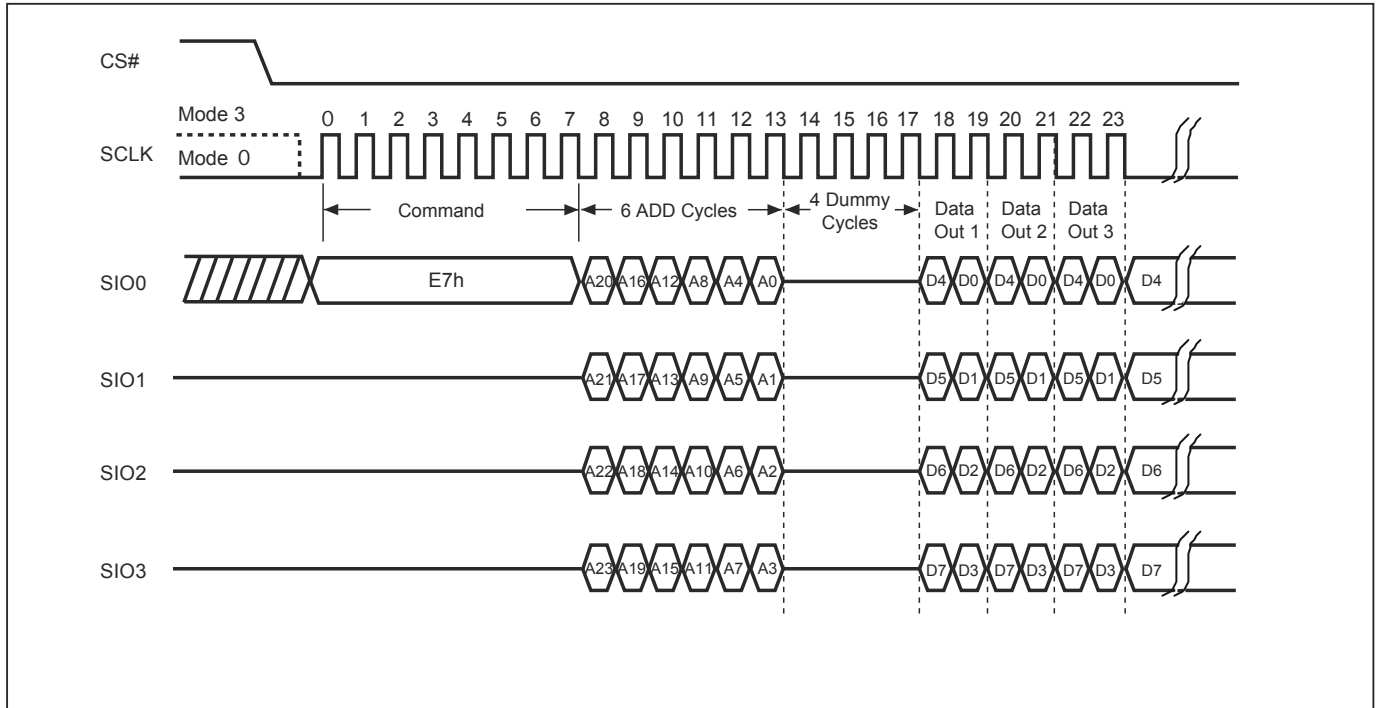 CS#
Mode 3
0 1 2 3 4 5 6 7 8 9 10 11 12 13 14 15 16 17 18 19 20 21 22 23
SCLK
Mode 0
Command
6 ADD Cycles
4 Dummy
Cycles
Data
Out 1
Data
Out 2
Data
Out 3
SIO0
E7h
A20 A16 A12 A8 A4 A0
D4 D0 D4 D0 D4 D0 D4
SIO1
A21 A17 A13 A9 A5 A1
D5 D1 D5 D1 D5 D1 D5
SIO2
A22 A18 A14 A10 A6 A2
D6 D2 D6 D2 D6 D2 D6
SIO3
A23 A19 A15 A11 A7 A3
D7 D3 D7 D3 D7 D3 D7